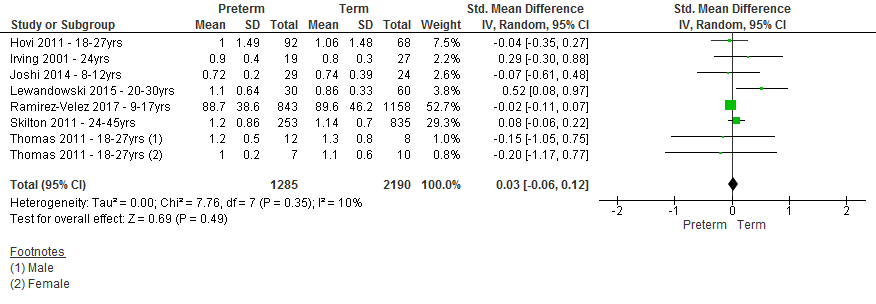 Preterm Term Std. Mean Difference Std. Mean Difference
Study or Subgroup Mean SD Total Mean SD Total Weight IV, Random, 95% CI IV, Random, 95% CI
Hovi 2011 - 18-27yrs 1 1.49 92 1.06 1.48 68 7.5% -0.04 [-0.35, 0.27]
Irving 2001 - 24yr 0.9 0.4 19 0.8 0.3 27 2.2% 0.29 [-0.30, 0.88]
Joshi 2014 - 8-12yrs 0.72 0.2 29 0.74 0.39 24 2.6% -0.07 [-0.61, 0.48]
Lewandowski 2015 - 20-30yrs 1.1 0.64 30 0.86 0.33 60 4.0% 0.52 [0.08, 0.97]
Ramirez-Velez 2017 - 9-17yrs 88.7 38.6 843 89.6 46.2 1158 52.7% -0.02 [-0.11, 0.07]
Skilton 2011 - 24-45yrs 1.2 0.86 253 1.14 0.7 835 29.3% 0.08 [-0.06, 0.22]
Thomas 2011 - 18-27yrs (1) 1.2 0.5 12 1.3 0.8 8 0.9% -0.15 [-1.05, 0.75]
Thomas 2011 - 18-27yrs (2) 1 0.2 7 1.1 0.6 10 0.8% -0.20 [-1.17, 0.77]
Total (95% CI) 1285 2190 100.0% 0.03 [-0.06, 0.12]
Heterogeneity: Tau² = 0.00; Chi² = 7.76, df = 7 (P = 0.35); I² = 10%
Test for overall effect: Z = 0.69 (P = 0.49)
-2 -1 0 1 2
Preterm Term
Footnotes
(1) Male
(2) Female